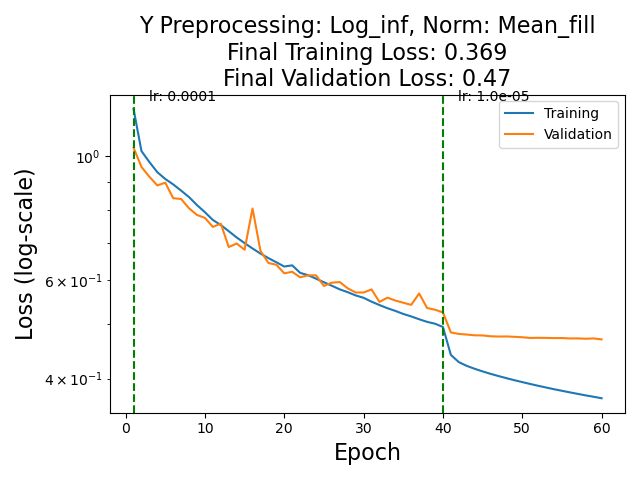 Y Preprocessing: Log_inf, Norm: Mean_fill
Final Training Loss: 0.369
Final Validation Loss: 0.47
lr: 0.0001
lr: 1.0e-05
Training
Validation
10⁰
6 × 10⁻¹
4 × 10⁻¹
Loss (log-scale)
0 10 20 30 40 50 60
Epoch